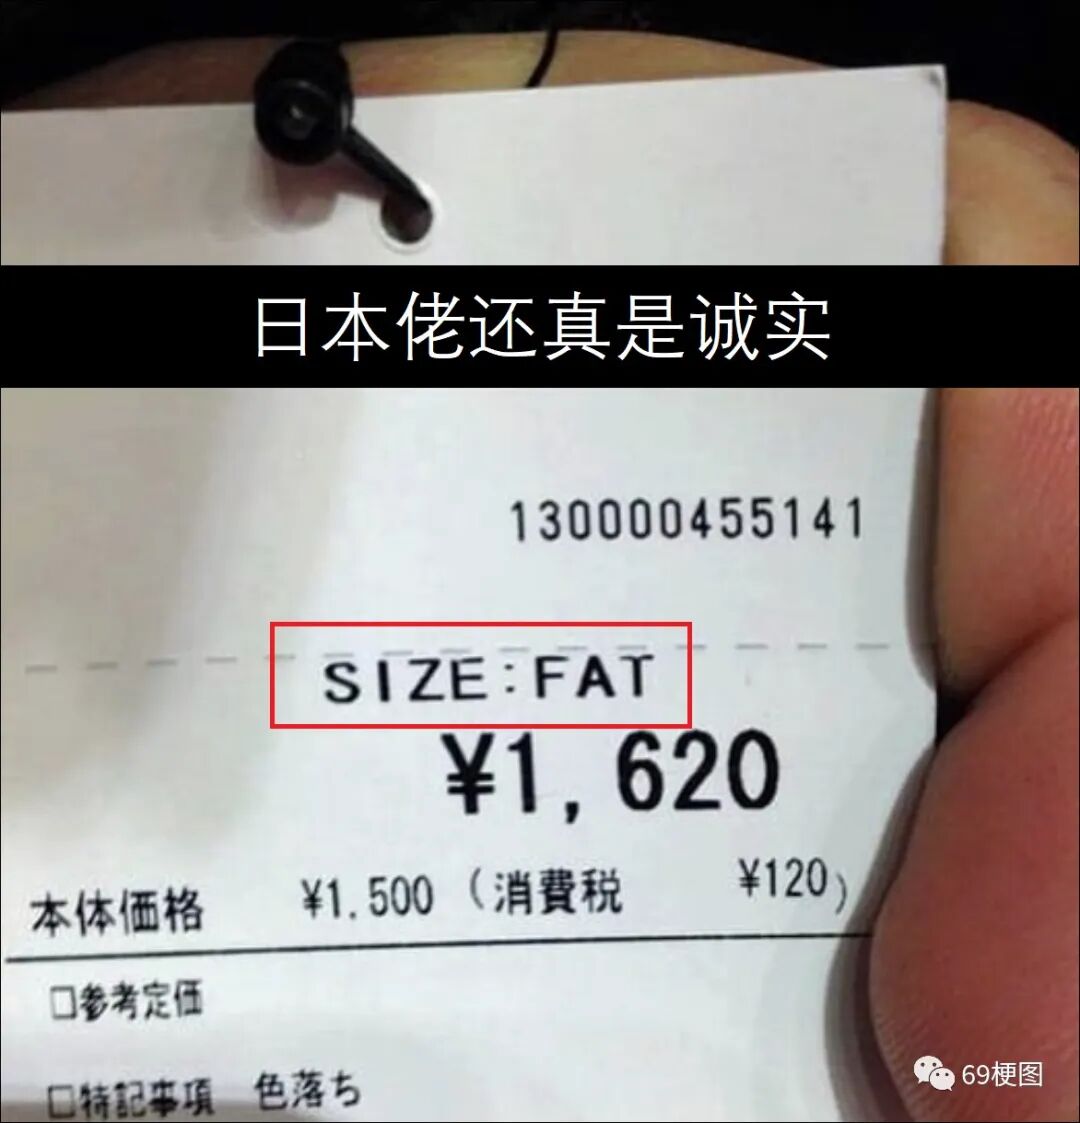 日本佬还真是诚实
130000455141
SIZE:FAT
¥1,620
本体価格 ¥1.500 (消費税 ¥120)
□参考定価
□特記事項 色落ち
69梗图